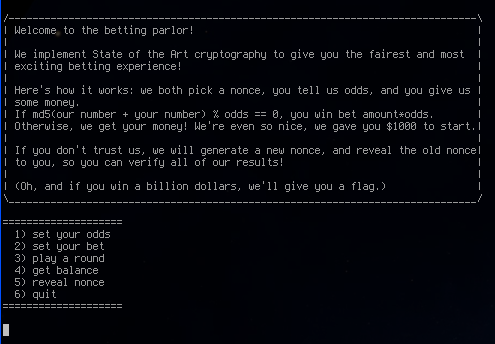 /------------------------------------------------------------------------------\
| Welcome to the betting parlor! |
| |
| We implement State of the Art cryptography to give you the fairest and most |
| exciting betting experience! |
| |
| Here's how it works: we both pick a nonce, you tell us odds, and you give us |
| some money. |
| If md5(our number + your number) % odds == 0, you win bet amount*odds. |
| Otherwise, we get your money! We're even so nice, we gave you $1000 to start.|
| |
| If you don't trust us, we will generate a new nonce, and reveal the old nonce|
| to you, so you can verify all of our results! |
| |
| (Oh, and if you win a billion dollars, we'll give you a flag.) |
\______________________________________________________________________________/
====================
1) set your odds
2) set your bet
3) play a round
4) get balance
5) reveal nonce
6) quit
====================